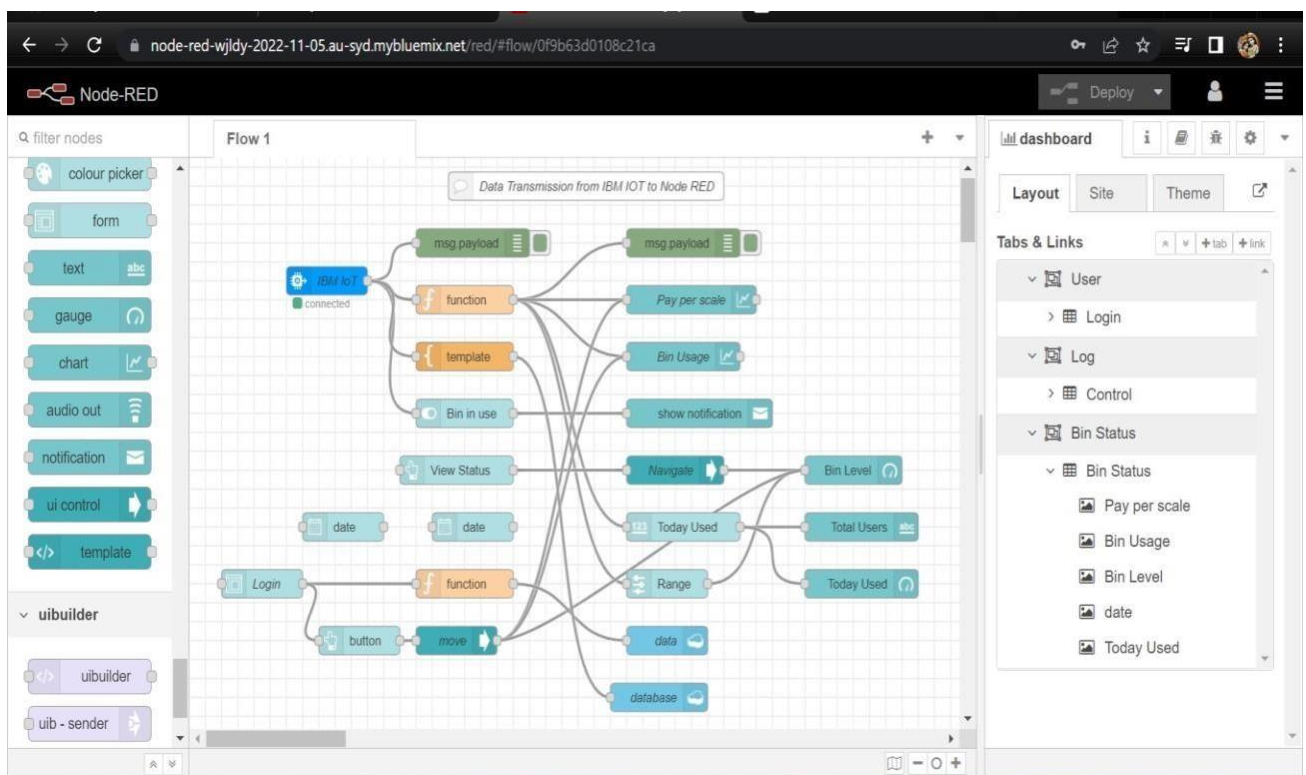 node-red-wjldy-2022-11-05.au-syd.mybluemix.net/red/#flow/0f9b63d0108c21ca
Node-RED
Deploy
filter nodes
colour picker
form
text
abc
gauge
chart
audio out
notification
ui control
template
uibuilder
uibuilder
uib - sender
Flow 1
Data Transmission from IBM IOT to Node RED
msg.payload
msg.payload
IBM IoT
connected
function
Pay per scale
template
Bin Usage
Bin in use
show notification
View Status
Navigate
Bin Level
date
date
123
Today Used
Total Users
abc
Login
function
Range
Today Used
button
move
data
database
dashboard
i
Layout
Site
Theme
Tabs & Links
+ tab
+ link
User
Login
Log
Control
Bin Status
Bin Status
Pay per scale
Bin Usage
Bin Level
date
Today Used